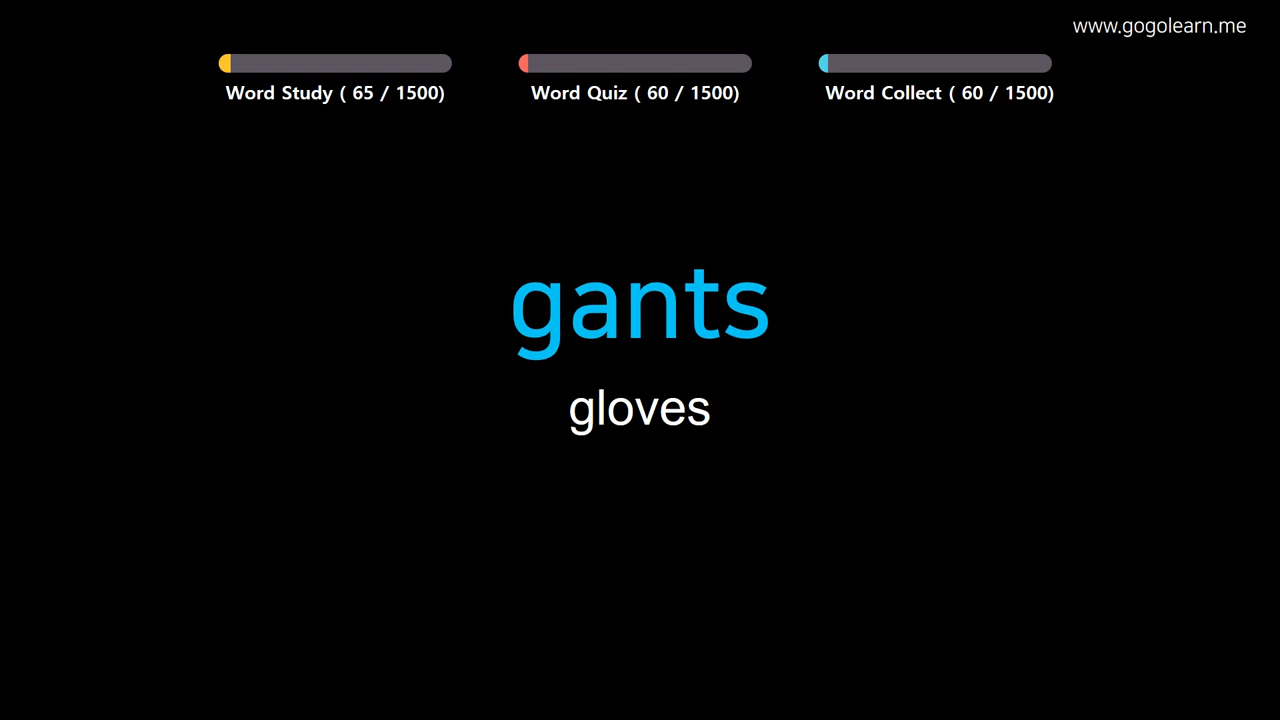 www.gogolearn.me
Word Study ( 65 / 1500)
Word Quiz ( 60 / 1500)
Word Collect ( 60 / 1500)
gants
gloves